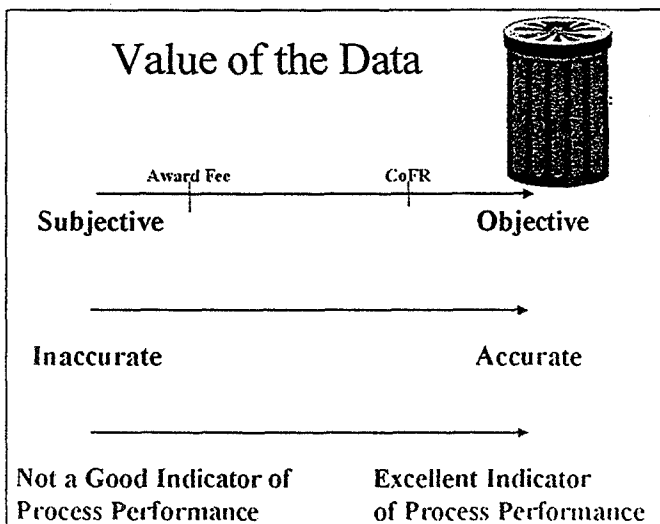 Value of the Data
Award Fee CoFR
Subjective Objective
Inaccurate Accurate
Not a Good Indicator of Excellent Indicator
Process Performance of Process Performance